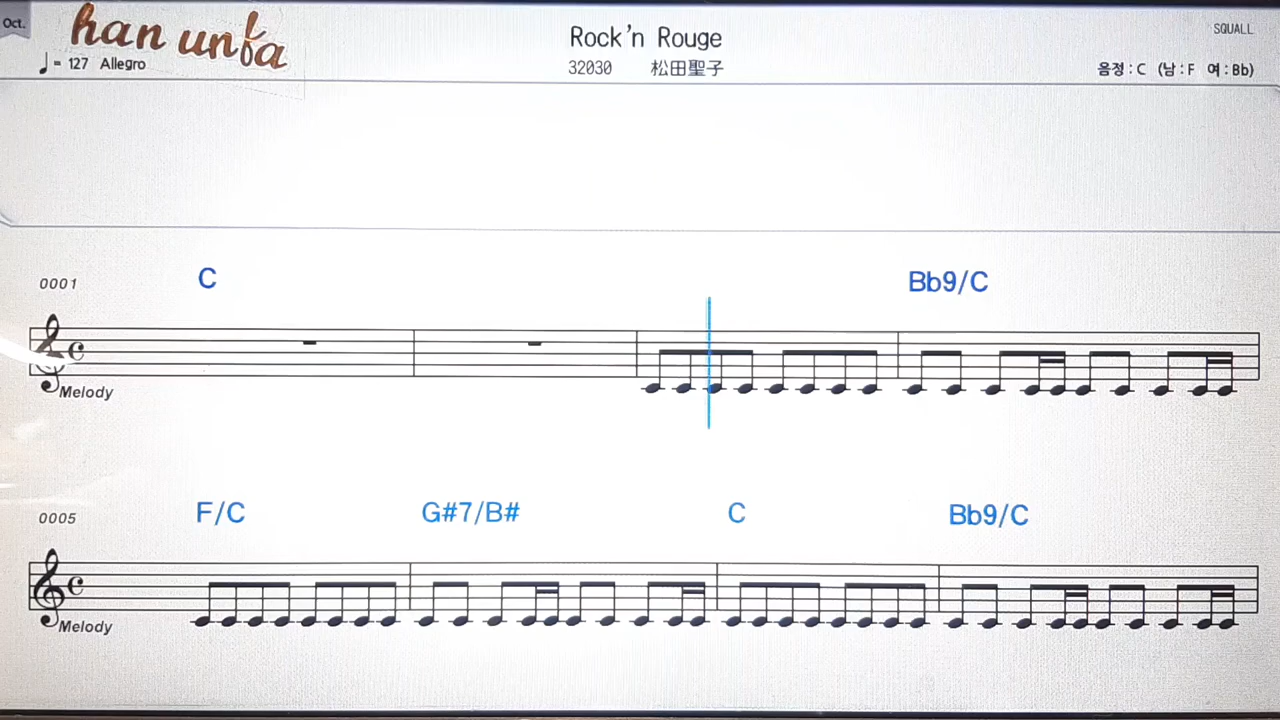 Oct.
han unfa
♩= 127 Allegro
Rock'n Rouge
32030 松田聖子
SQUALL
음정:C (남:F 여:Bb)
0001
C
Bb9/C
Melody
0005
F/C
G#7/B#
C
Bb9/C
Melody